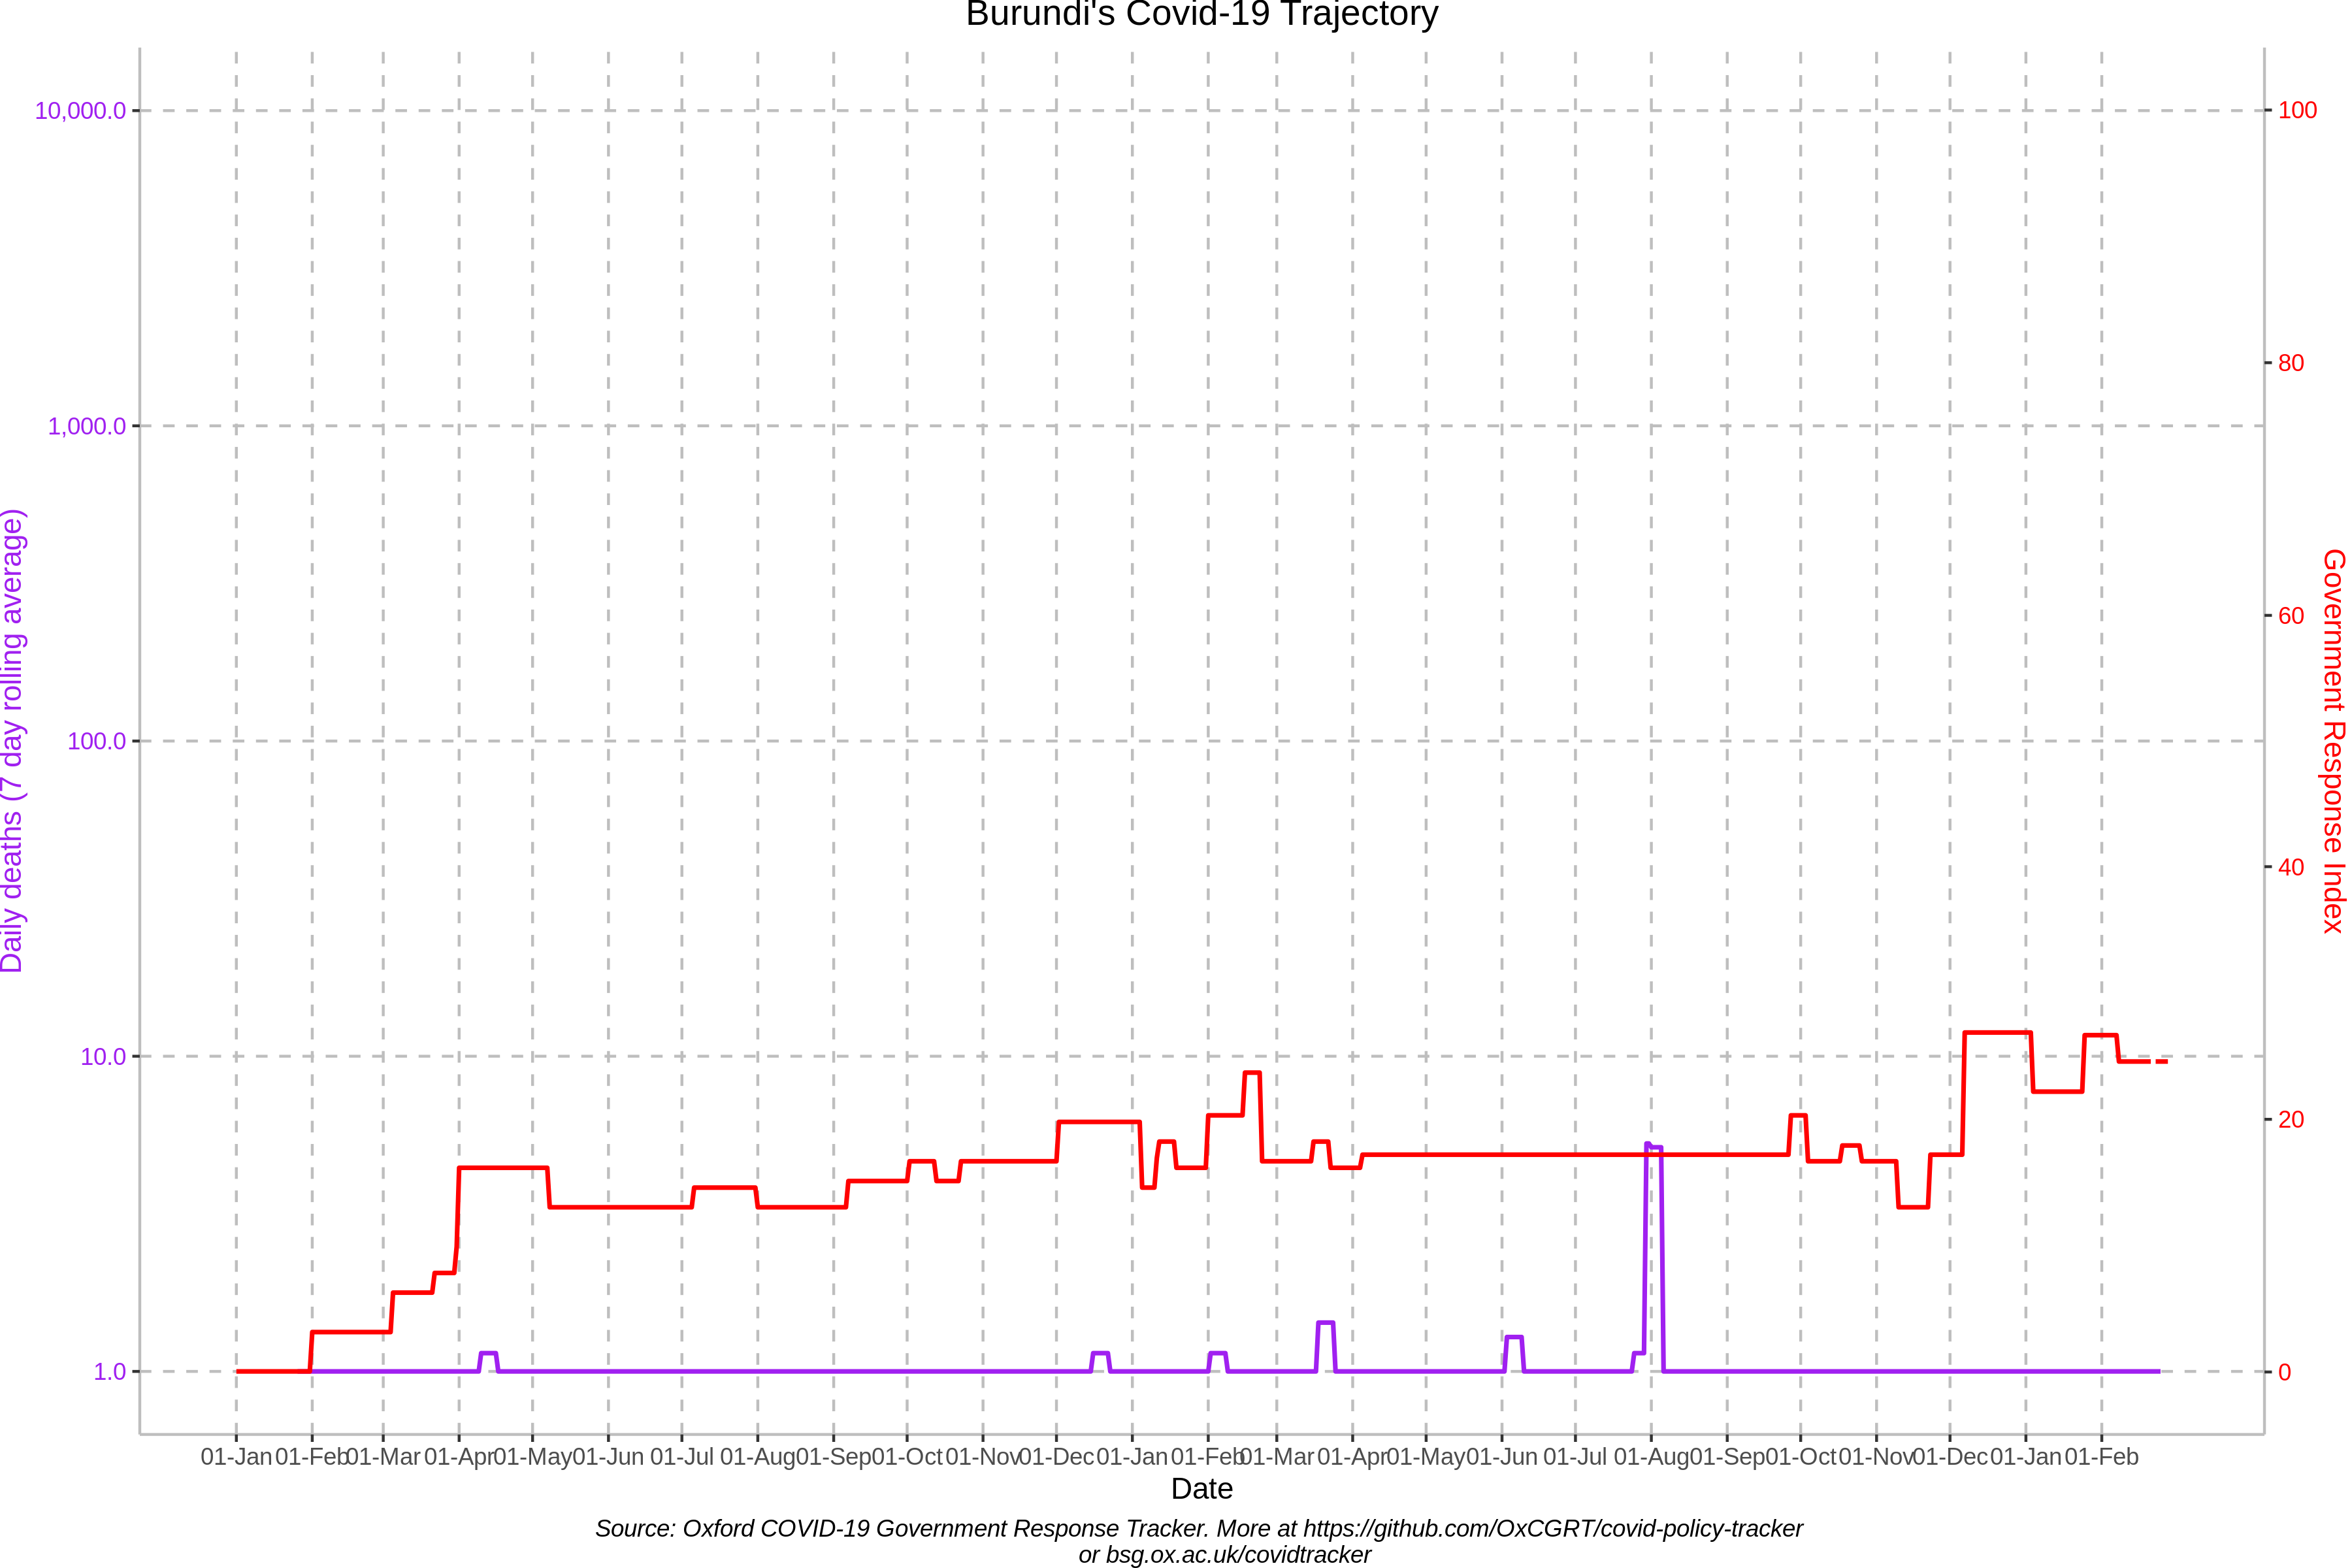 Burundi's Covid-19 Trajectory
10,000.0
1,000.0
100.0
10.0
1.0
Daily deaths (7 day rolling average)
100
80
60
40
20
0
Government Response Index
01-Jan 01-Feb 01-Mar 01-Apr 01-May 01-Jun 01-Jul 01-Aug 01-Sep 01-Oct 01-Nov 01-Dec 01-Jan 01-Feb 01-Mar 01-Apr 01-May 01-Jun 01-Jul 01-Aug 01-Sep 01-Oct 01-Nov 01-Dec 01-Jan 01-Feb
Date
Source: Oxford COVID-19 Government Response Tracker. More at https://github.com/OxCGRT/covid-policy-tracker
or bsg.ox.ac.uk/covidtracker